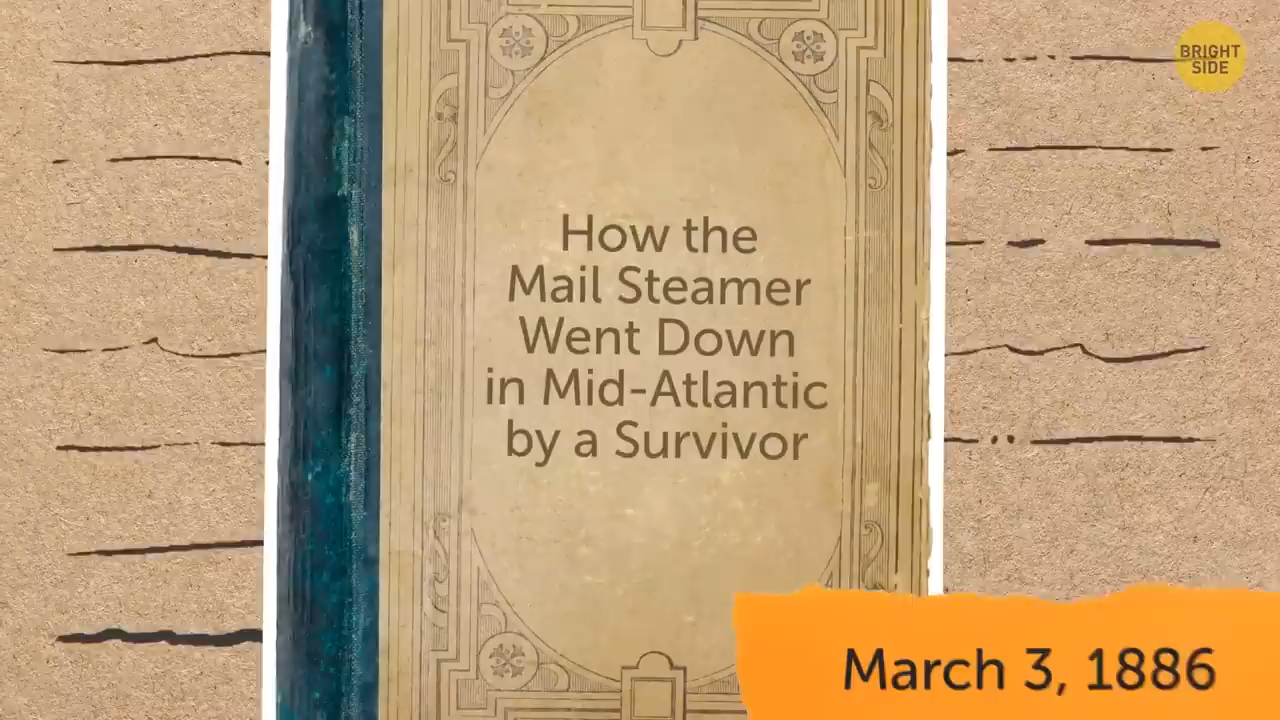 BRIGHT
SIDE
How the
Mail Steamer
Went Down
in Mid-Atlantic
by a Survivor
March 3, 1886